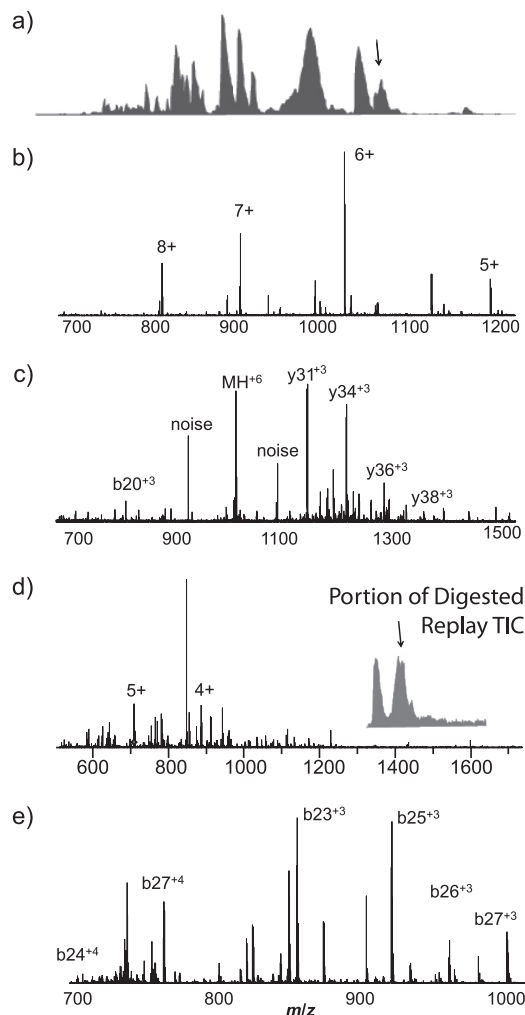 a)
b)
6+
7+
8+
5+
700 800 900 1000 1100 1200
c)
MH+6
y31+3
y34+3
noise
noise
b20+3
y36+3
y38+3
700 900 1100 1300 1500
d)
Portion of Digested
Replay TIC
5+
4+
600 800 1000 1200 1400 1600
e)
b23+3
b25+3
b27+4
b26+3
b27+3
b24+4
700 800 900 1000
m/z